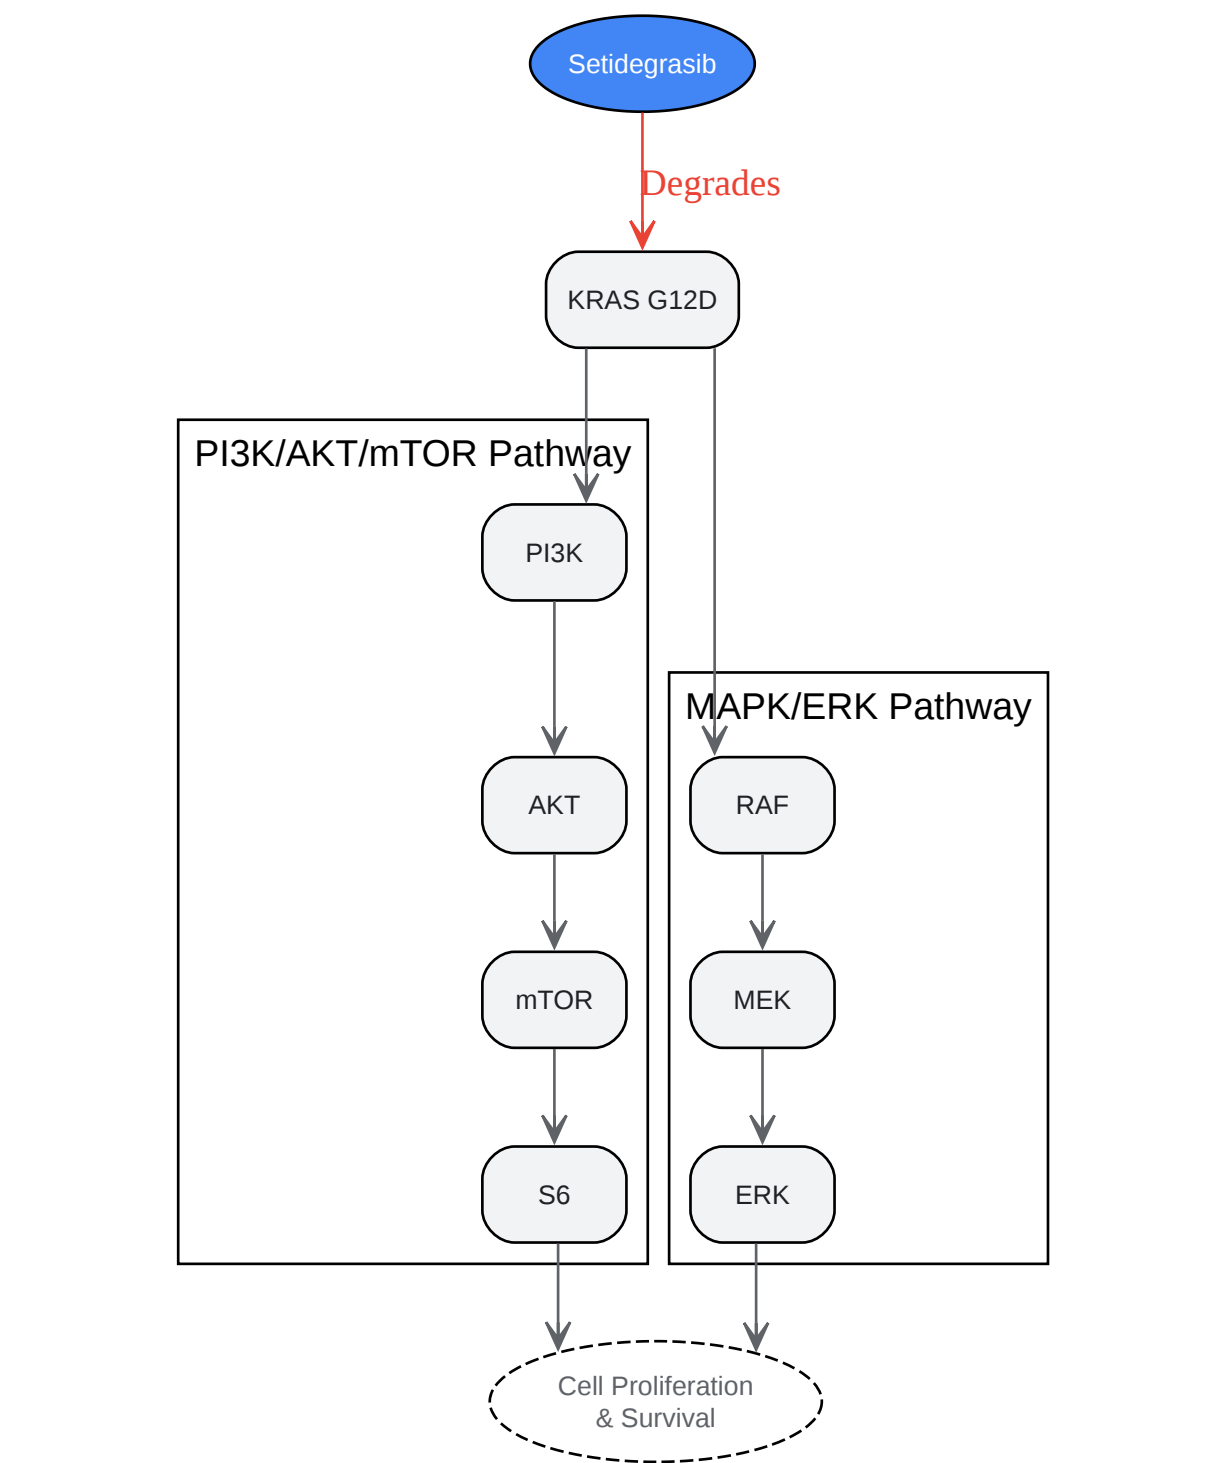 Setidegrasib
Degrades
KRAS G12D
PI3K/AKT/mTOR Pathway
PI3K
MAPK/ERK Pathway
AKT
RAF
mTOR
MEK
S6
ERK
Cell Proliferation
& Survival